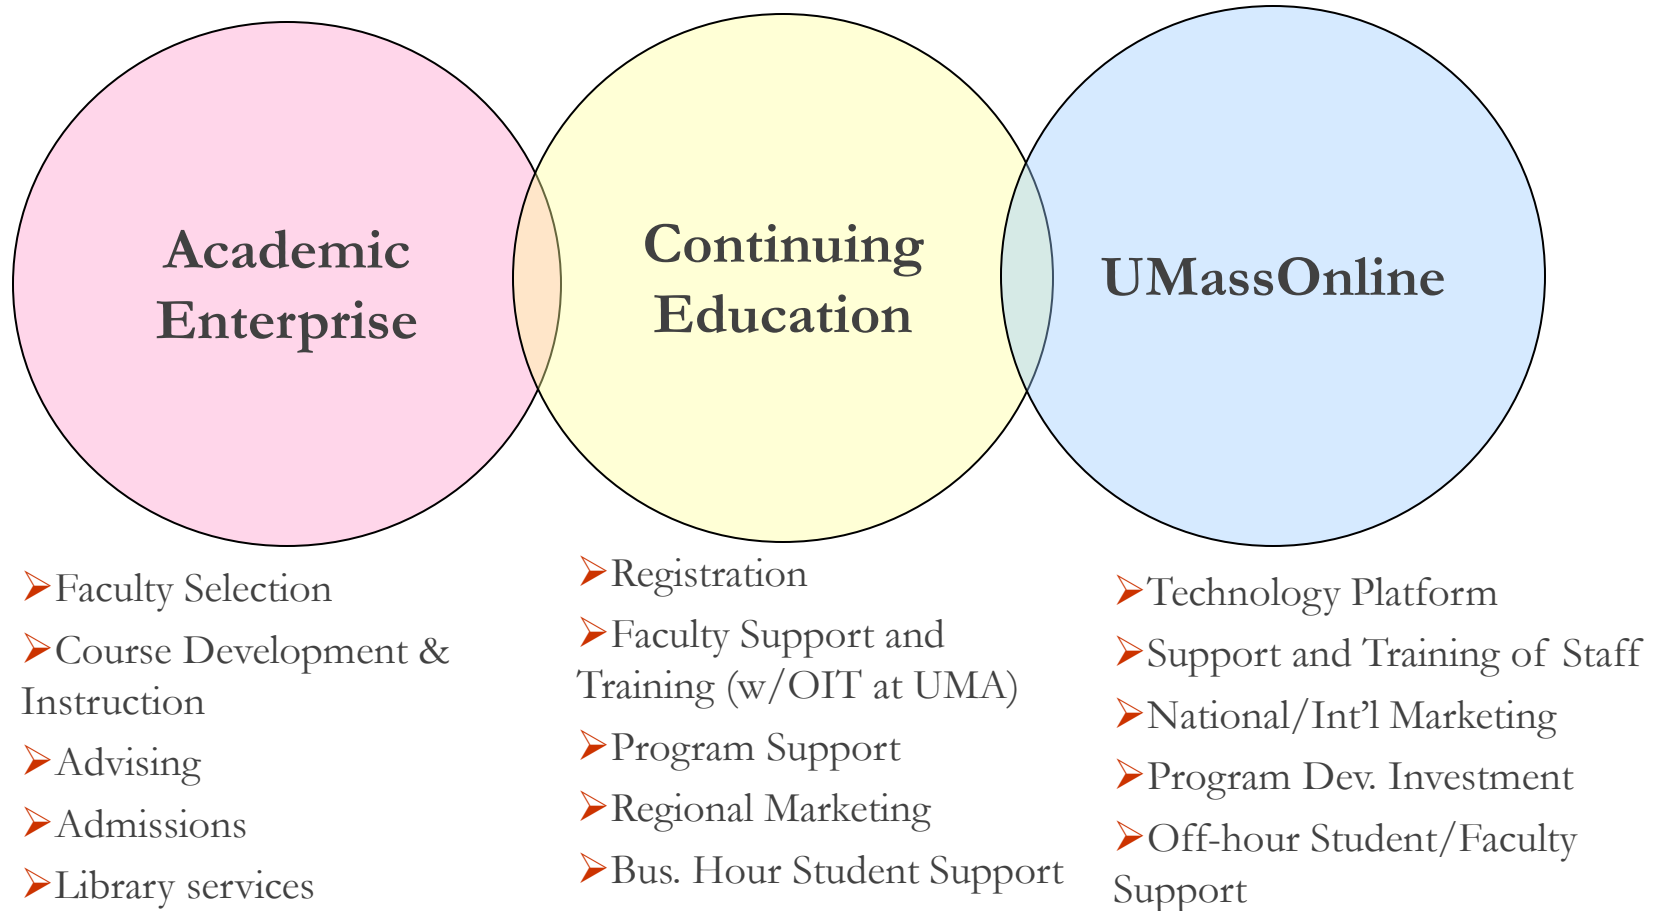 Academic
Enterprise
Continuing
Education
UMassOnline
➢Faculty Selection
➢Course Development &
Instruction
➢Advising
➢Admissions
➢Library services
➢Registration
➢Faculty Support and
Training (w/OIT at UMA)
➢Program Support
➢Regional Marketing
➢Bus. Hour Student Support
➢Technology Platform
➢Support and Training of Staff
➢National/Int’l Marketing
➢Program Dev. Investment
➢Off-hour Student/Faculty
Support